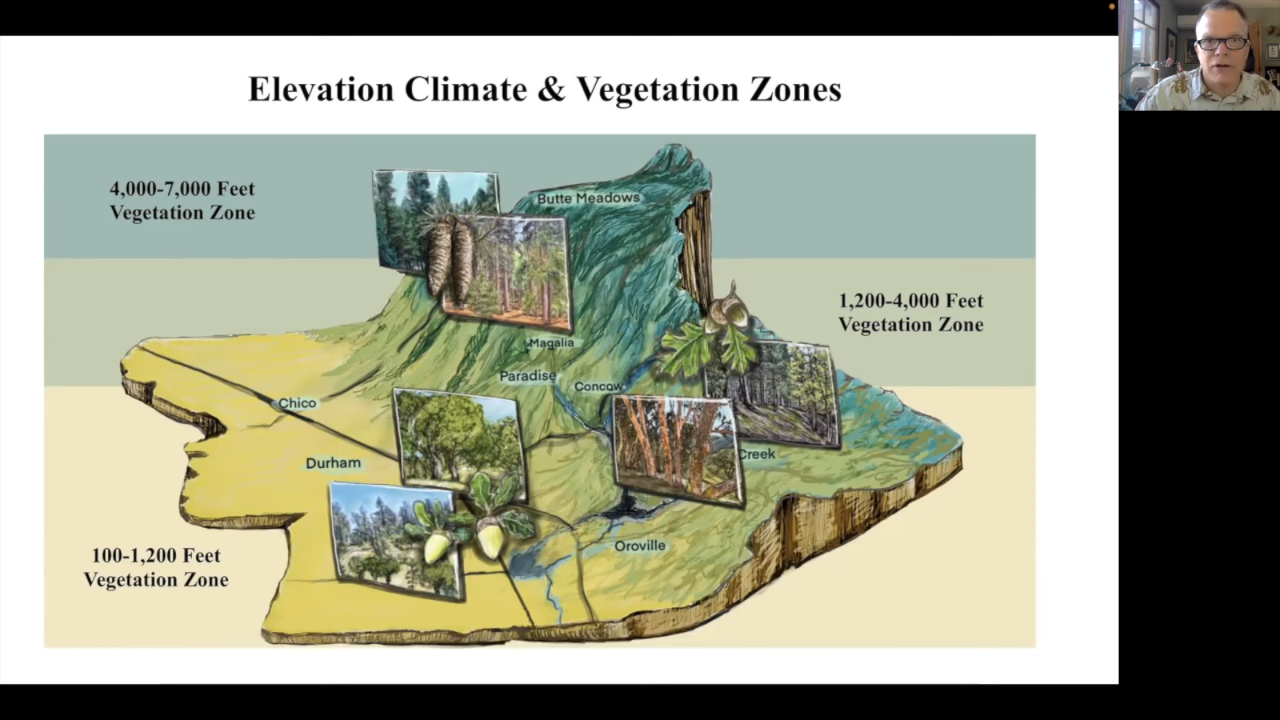 Elevation Climate & Vegetation Zones
4,000-7,000 Feet
Vegetation Zone
Butte Meadows
1,200-4,000 Feet
Vegetation Zone
Magalia
Paradise
Concow
Chico
Creek
Durham
Oroville
100-1,200 Feet
Vegetation Zone